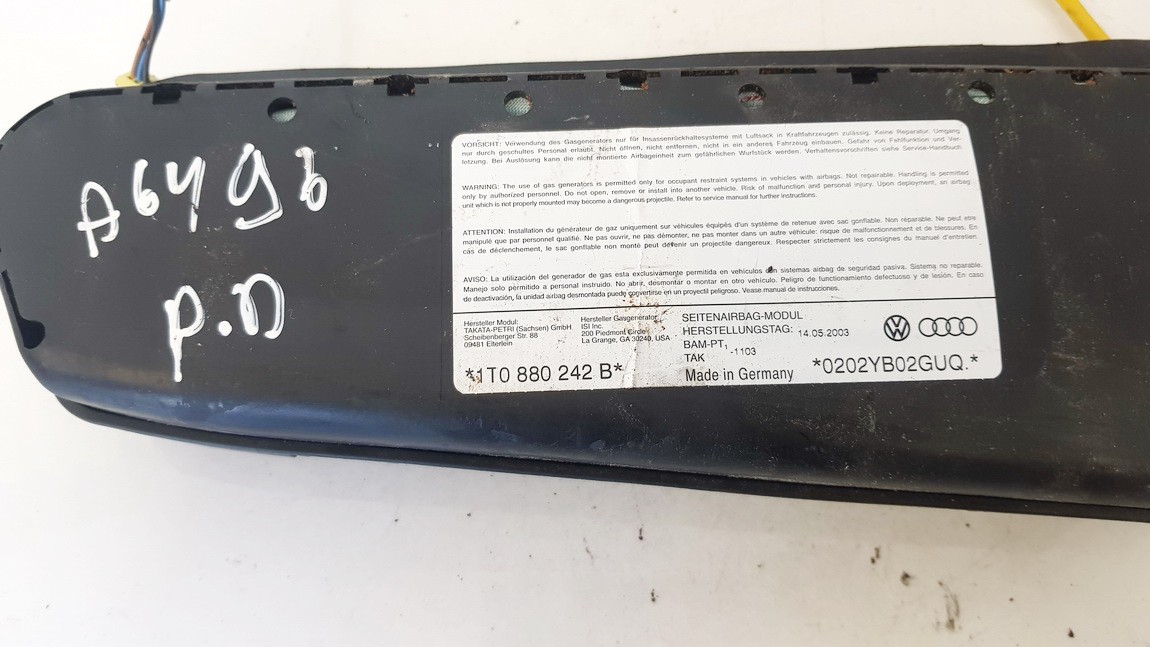 A6496
P.D
VORSICHT: Verwendung des Gasgenerators nur für Insassenrückhaltesysteme mit Luftsack in Kraftfahrzeugen zulässig. Keine Reparatur. Umgang
nur durch geschultes Personal erlaubt. Nicht öffnen, nicht entfernen, nicht in ein anderes Fahrzeug einbauen. Gefahr von Fehlfunktion und Ver-
letzung. Bei Auslösung kann die nicht montierte Airbageinheit zum gefährlichen Wurfstück werden. Verhaltensvorschriften siehe Service-Handbuch.
WARNING: The use of gas generators is permitted only for occupant restraint systems in vehicles with airbags. Not repairable. Handling is permitted
only by authorized personnel. Do not open, remove or install into another vehicle. Risk of malfunction and personal injury. Upon deployment, an airbag
unit which is not properly mounted may become a dangerous projectile. Refer to service manual for further instructions.
ATTENTION: Installation du générateur de gaz uniquement sur véhicules équipés d'un système de retenue avec sac gonflable. Non réparable. Ne peut etre
manipulé que par personnel qualifié. Ne pas ouvrir, ne pas démonter, ne pas monter dans un autre véhicule: risque de malfonctionnement et de blessures. En
cas de déclenchement, le sac gonflable non monté peut devenir un projectile dangereux. Respecter strictement les consignes du manuel d'entretien.
AVISO: La utilización del generador de gas esta exclusivamente permitida en vehiculos con sistemas airbag de seguridad pasiva. Sistema no reparable.
Manejo solo permitido a personal instruido. No abrir, desmontar o montar en otro vehículo. Peligro de funcionamiento defectuoso y de lesión. En caso
de deactivación, la unidad airbag desmontada puede convertirse en un proyectil peligroso. Vease manual de instrucciones.
Hersteller Modul:
TAKATA-PETRI (Sachsen) GmbH
Scheibenberger Str. 88
09481 Elterlein
Hersteller Gasgenerator
ISI Inc.
200 Piedmont Circle
La Grange, GA 30240, USA
*1T0 880 242 B*
SEITENAIRBAG-MODUL
HERSTELLUNGSTAG: 14.05.2003
BAM-PT1 -1103
TAK
Made in Germany
VW
*0202YB02GUQ.*